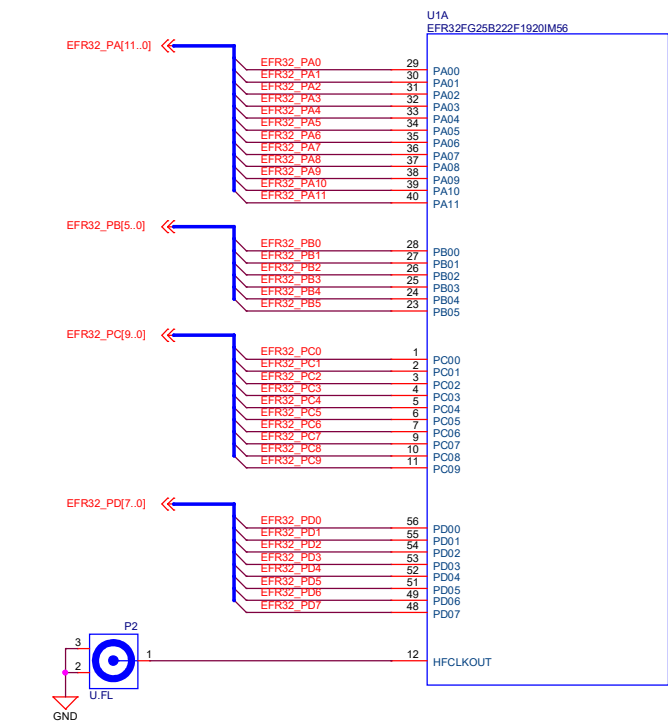 U1A
EFR32FG25B222F1920IM56
EFR32_PA[11..0]
EFR32_PA0 29 PA00
EFR32_PA1 30 PA01
EFR32_PA2 31 PA02
EFR32_PA3 32 PA03
EFR32_PA4 33 PA04
EFR32_PA5 34 PA05
EFR32_PA6 35 PA06
EFR32_PA7 36 PA07
EFR32_PA8 37 PA08
EFR32_PA9 38 PA09
EFR32_PA10 39 PA10
EFR32_PA11 40 PA11
EFR32_PB[5..0]
EFR32_PB0 28 PB00
EFR32_PB1 27 PB01
EFR32_PB2 26 PB02
EFR32_PB3 25 PB03
EFR32_PB4 24 PB04
EFR32_PB5 23 PB05
EFR32_PC[9..0]
EFR32_PC0 1 PC00
EFR32_PC1 2 PC01
EFR32_PC2 3 PC02
EFR32_PC3 4 PC03
EFR32_PC4 5 PC04
EFR32_PC5 6 PC05
EFR32_PC6 7 PC06
EFR32_PC7 9 PC07
EFR32_PC8 10 PC08
EFR32_PC9 11 PC09
EFR32_PD[7..0]
EFR32_PD0 56 PD00
EFR32_PD1 55 PD01
EFR32_PD2 54 PD02
EFR32_PD3 53 PD03
EFR32_PD4 52 PD04
EFR32_PD5 51 PD05
EFR32_PD6 49 PD06
EFR32_PD7 48 PD07
P2
3
1 12 HFCLKOUT
2
U.FL
GND